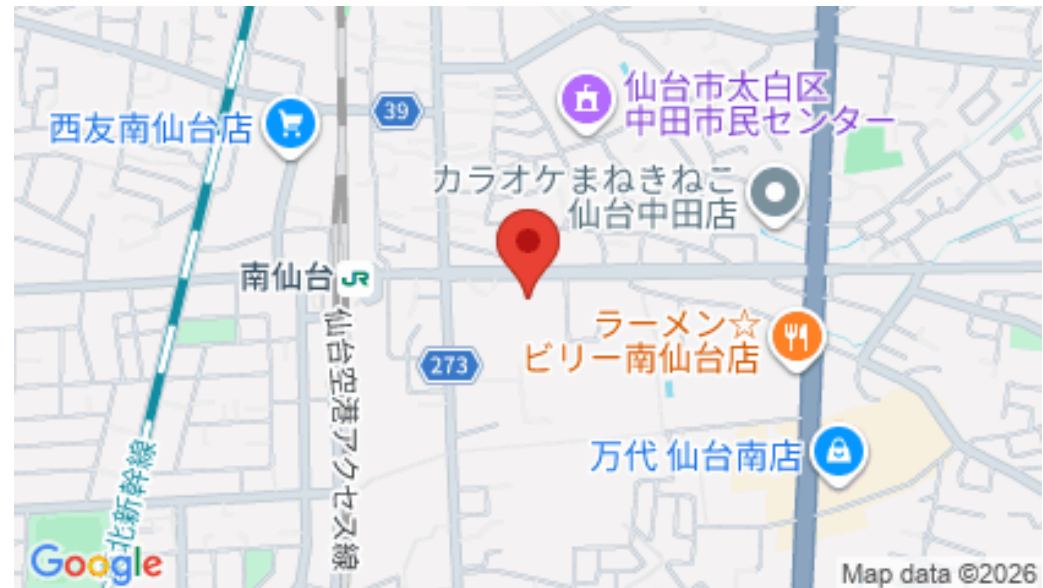 仙台市太白区
中田市民センター
39
西友南仙台店
カラオケまねきねこ
仙台中田店
南仙台
JR
仙台空港アクセス線
ラーメン☆
ビリー南仙台店
273
万代 仙台南店
北新幹線
Google
Map data ©2026